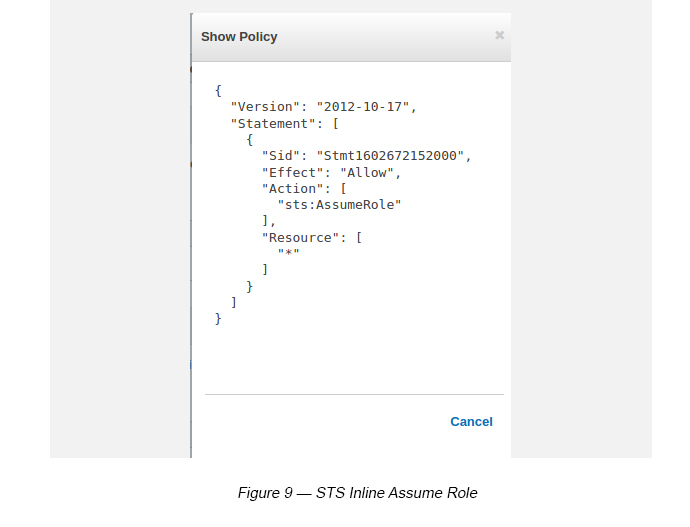 Show Policy ✖
{
"Version": "2012-10-17",
"Statement": [
{
"Sid": "Stmt1602672152000",
"Effect": "Allow",
"Action": [
"sts:AssumeRole"
],
"Resource": [
"*"
]
}
]
}
Cancel
Figure 9 — STS Inline Assume Role